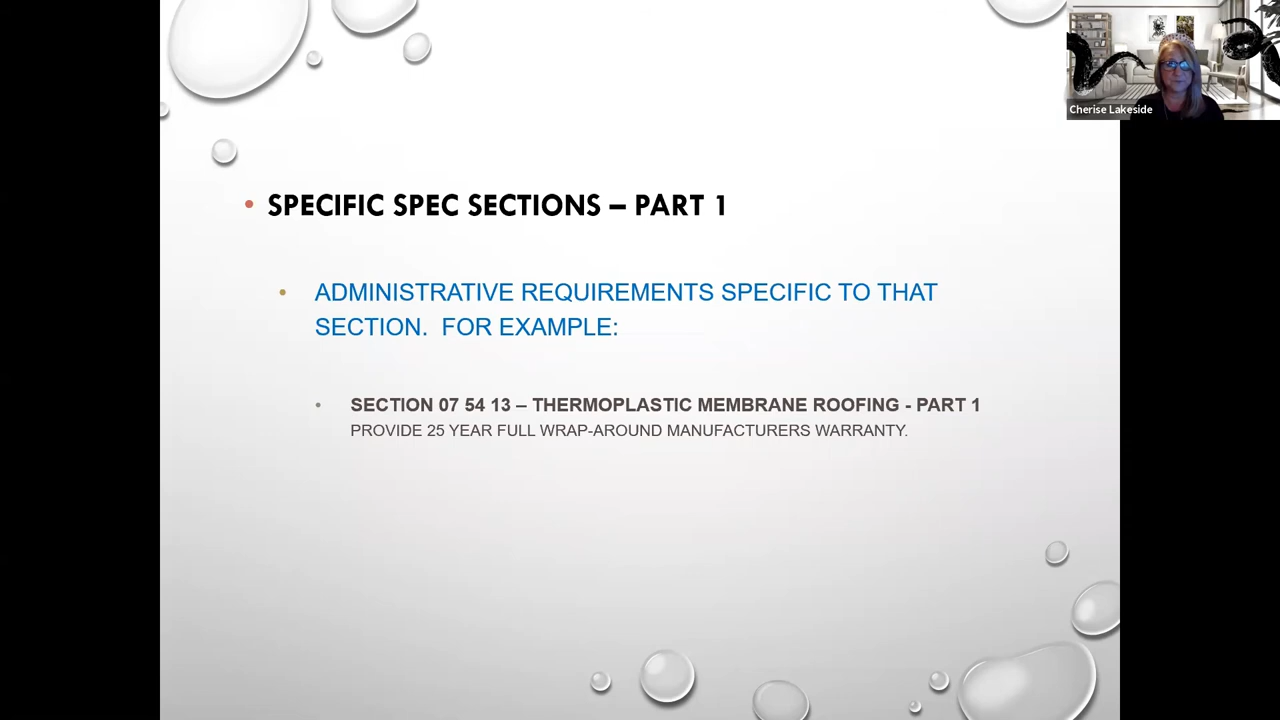 Cherise Lakeside
• SPECIFIC SPEC SECTIONS – PART 1
• ADMINISTRATIVE REQUIREMENTS SPECIFIC TO THAT
SECTION.  FOR EXAMPLE:
• SECTION 07 54 13 – THERMOPLASTIC MEMBRANE ROOFING - PART 1
PROVIDE 25 YEAR FULL WRAP-AROUND MANUFACTURERS WARRANTY.